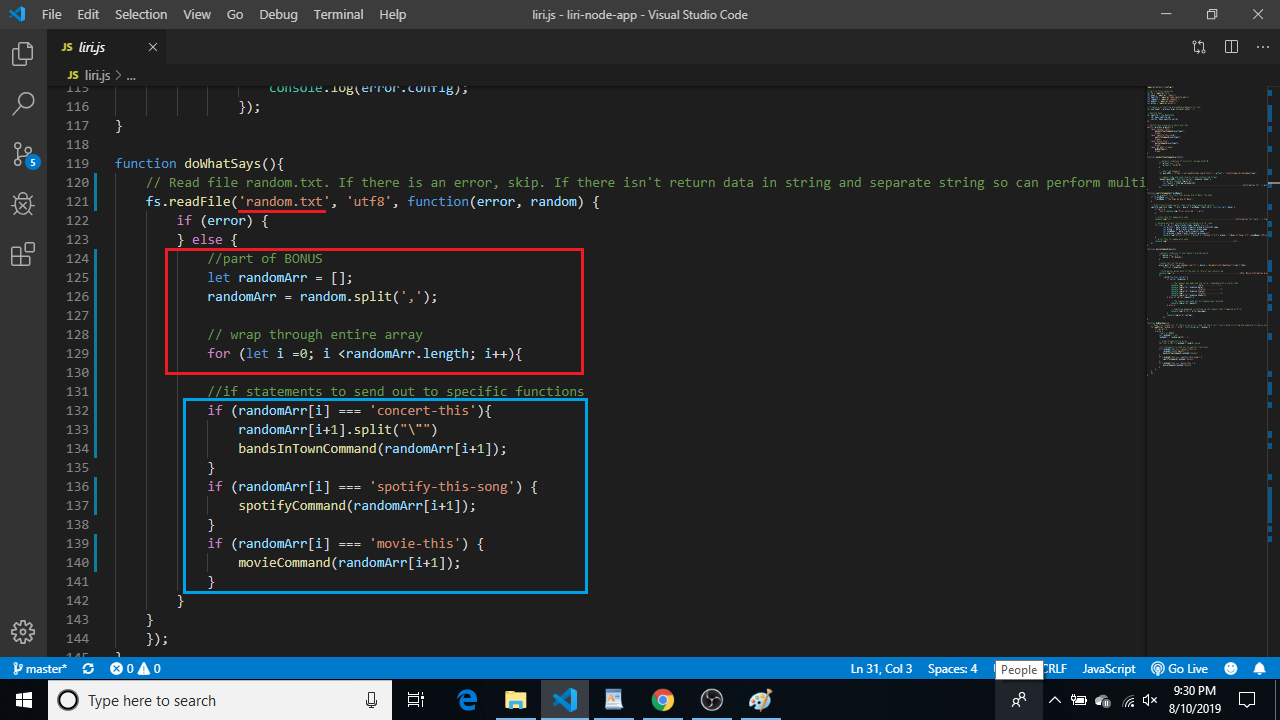 File Edit Selection View Go Debug Terminal Help liri.js - liri-node-app - Visual Studio Code
JS liri.js
JS liri.js > ...
115 console.log(error.config);
116 });
117 }
118
119 function doWhatSays(){
120 // Read file random.txt. If there is an error, skip. If there isn't return data in string and separate string so can perform multi
121 fs.readFile('random.txt', 'utf8', function(error, random) {
122 if (error) {
123 } else {
124 //part of BONUS
125 let randomArr = [];
126 randomArr = random.split(',');
127
128 // wrap through entire array
129 for (let i =0; i <randomArr.length; i++){
130
131 //if statements to send out to specific functions
132 if (randomArr[i] === 'concert-this'){
133 randomArr[i+1].split("\"")
134 bandsInTownCommand(randomArr[i+1]);
135 }
136 if (randomArr[i] === 'spotify-this-song') {
137 spotifyCommand(randomArr[i+1]);
138 }
139 if (randomArr[i] === 'movie-this') {
140 movieCommand(randomArr[i+1]);
141 }
142 }
143 }
144 });
145 }
5
master* 0 0 Ln 31, Col 3 Spaces: 4 CRLF JavaScript Go Live
People
Type here to search
9:30 PM
8/10/2019